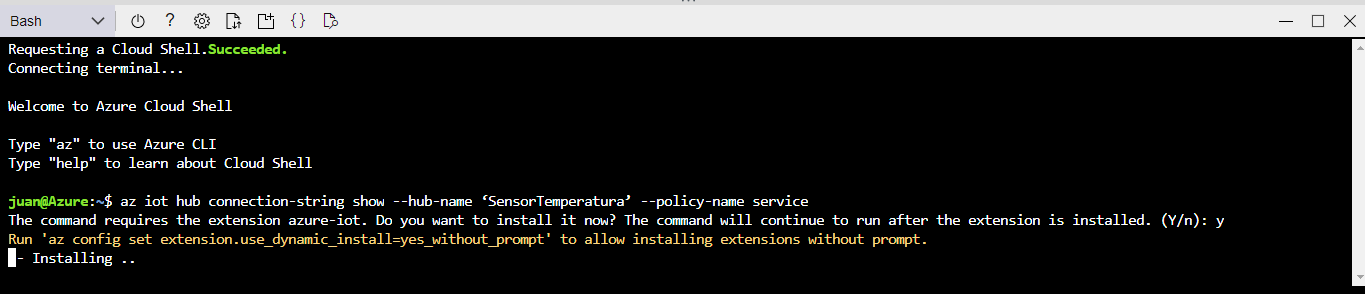 Bash
Requesting a Cloud Shell.Succeeded.
Connecting terminal...
Welcome to Azure Cloud Shell
Type "az" to use Azure CLI
Type "help" to learn about Cloud Shell
juan@Azure:~$ az iot hub connection-string show --hub-name ‘SensorTemperatura’ --policy-name service
The command requires the extension azure-iot. Do you want to install it now? The command will continue to run after the extension is installed. (Y/n): y
Run 'az config set extension.use_dynamic_install=yes_without_prompt' to allow installing extensions without prompt.
- Installing ..